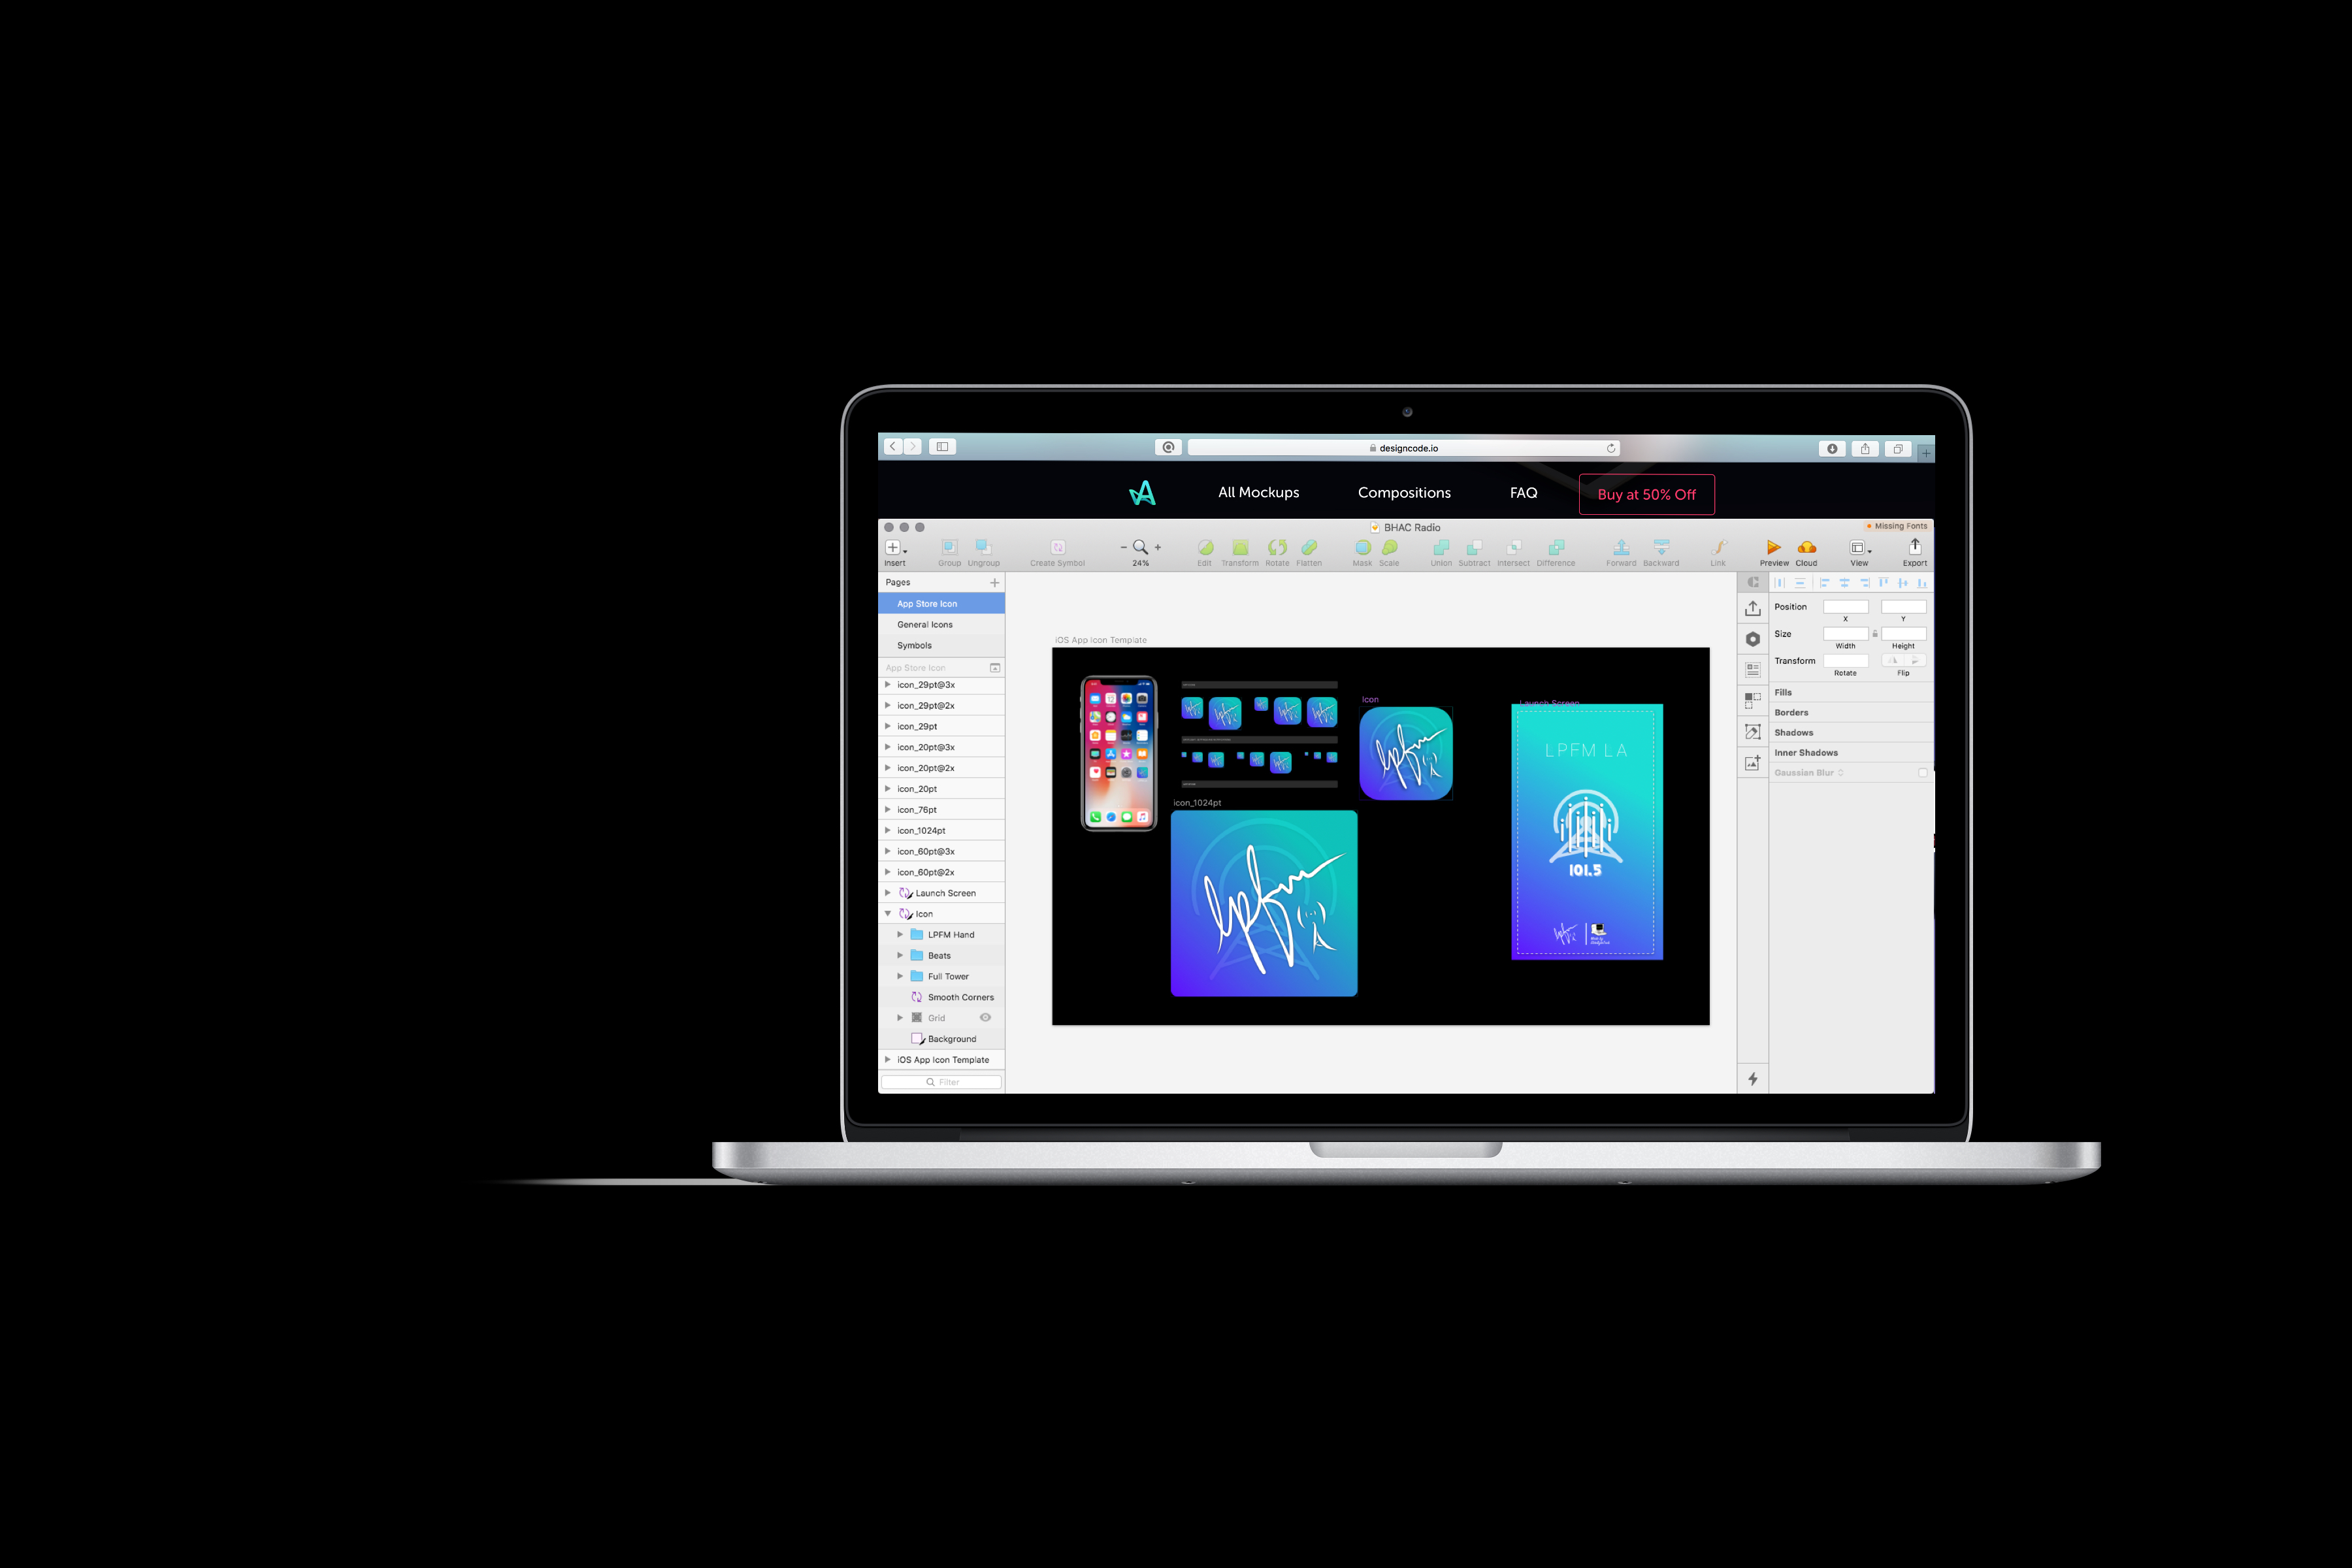 designcode.io
All Mockups Compositions FAQ Buy at 50% Off
BHAC Radio
Missing Fonts
Insert Group Ungroup Create Symbol 24% Edit Transform Rotate Flatten Mask Scale Union Subtract Intersect Difference Forward Backward Link Preview Cloud View Export
Pages
App Store Icon
General Icons
Symbols
App Store Icon
icon_29pt@3x
icon_29pt@2x
icon_29pt
icon_20pt@3x
icon_20pt@2x
icon_20pt
icon_76pt
icon_1024pt
icon_60pt@3x
icon_60pt@2x
Launch Screen
Icon
LPFM Hand
Beats
Full Tower
Smooth Corners
Grid
Background
iOS App Icon Template
Filter
iOS App Icon Template
Icon
icon_1024pt
lpfm
lpfm
Launch Screen
LPFM LA
101.5
lpfm
Position
X Y
Size
Width Height
Transform
Rotate Flip
Fills
Borders
Shadows
Inner Shadows
Gaussian Blur